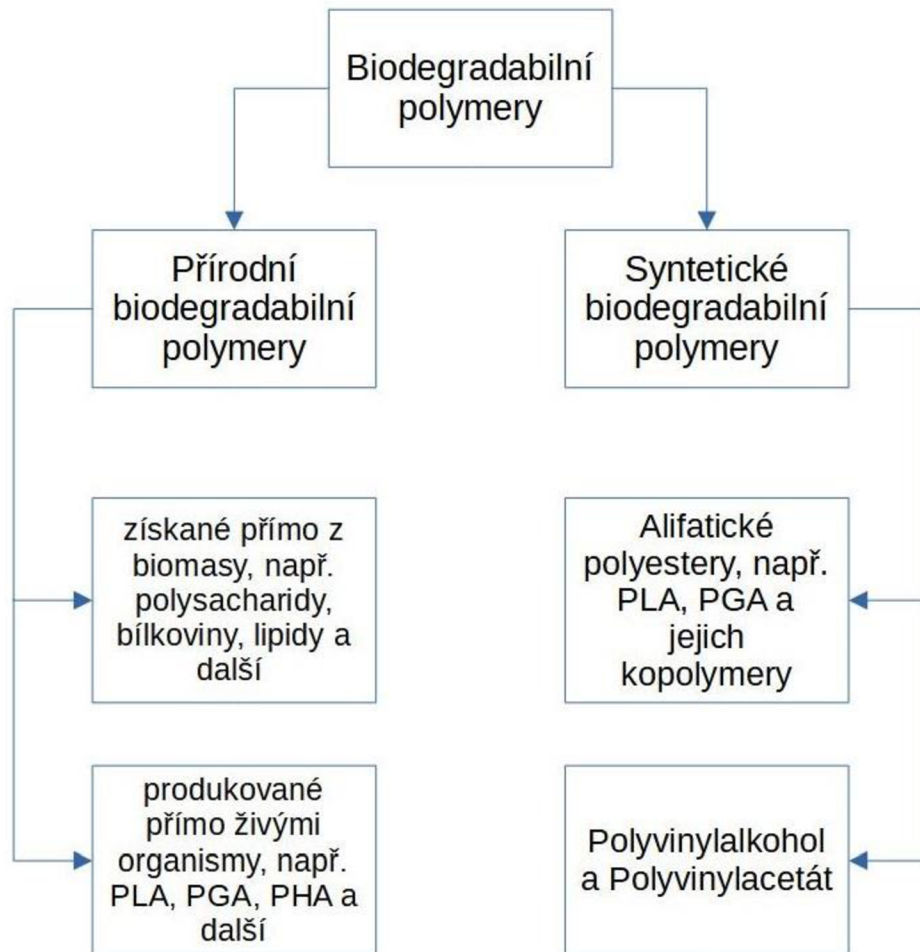 Biodegradabilní
polymery
Přírodní
biodegradabilní
polymery
Syntetické
biodegradabilní
polymery
získané přímo z
biomasy, např.
polysacharidy,
bílkoviny, lipidy a
další
Alifatické
polyestery, např.
PLA, PGA a
jejich
kopolymery
produkované
přímo živými
organismy, např.
PLA, PGA, PHA a
další
Polyvinylalkohol
a Polyvinylacetát